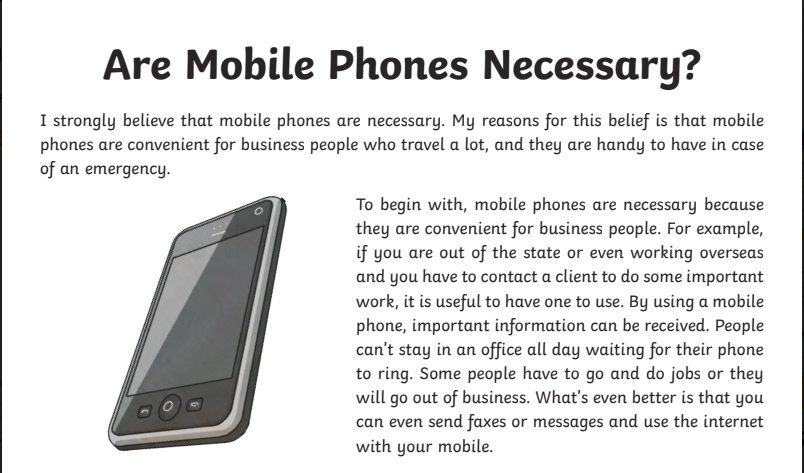 Are Mobile Phones Necessary?
I strongly believe that mobile phones are necessary. My reasons for this belief is that mobile
phones are convenient for business people who travel a lot, and they are handy to have in case
of an emergency.
To begin with, mobile phones are necessary because
they are convenient for business people. For example,
if you are out of the state or even working overseas
and you have to contact a client to do some important
work, it is useful to have one to use. By using a mobile
phone, important information can be received. People
can't stay in an office all day waiting for their phone
to ring. Some people have to go and do jobs or they
will go out of business. What's even better is that you
can even send faxes or messages and use the internet
with your mobile.